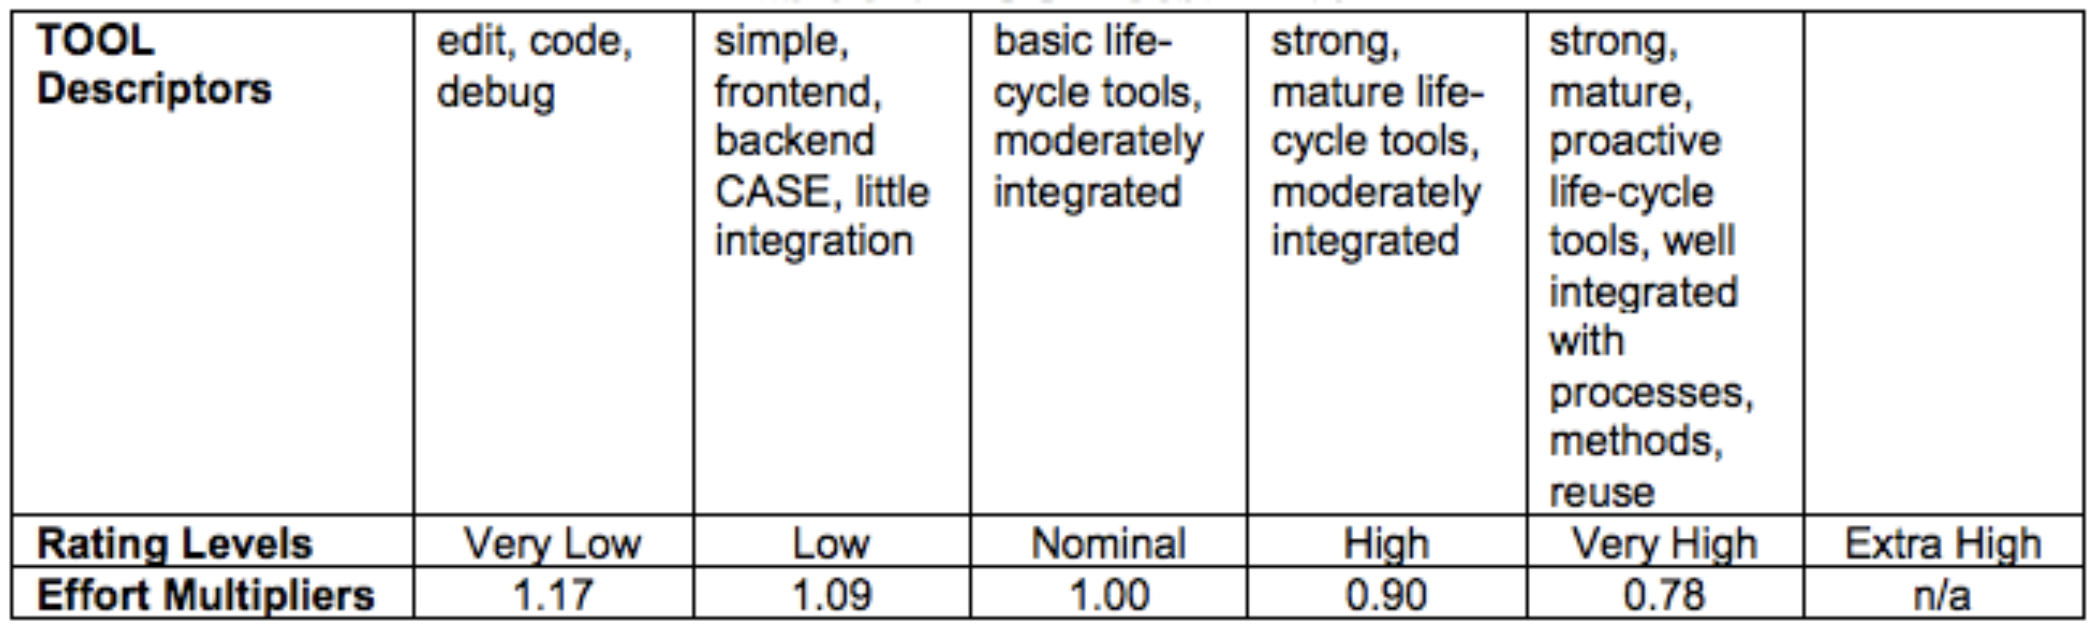 TOOL Descriptors
edit, code,
debug
simple,
frontend,
backend
CASE, little
integration
basic life-
cycle tools,
moderately
integrated
strong,
mature life-
cycle tools,
moderately
integrated
strong,
mature,
proactive
life-cycle
tools, well
integrated
with
processes,
methods,
reuse
Rating Levels Very Low Low Nominal High Very High Extra High
Effort Multipliers 1.17 1.09 1.00 0.90 0.78 n/a